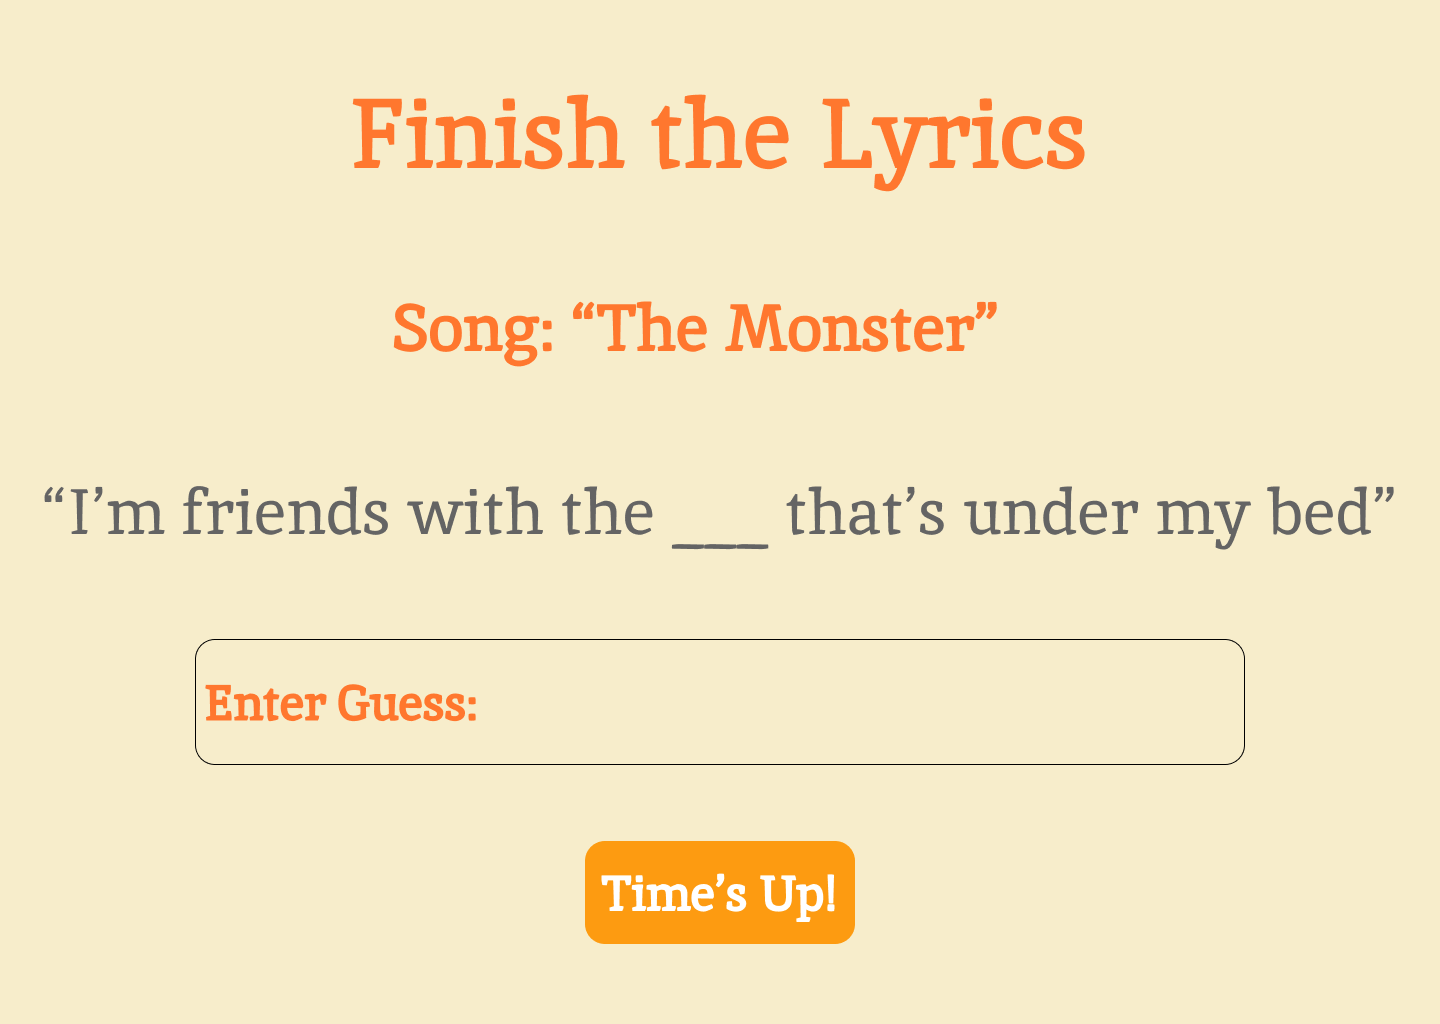 Finish the Lyrics
Song: “The Monster”
“I’m friends with the ___ that’s under my bed”
Enter Guess:
Time’s Up!